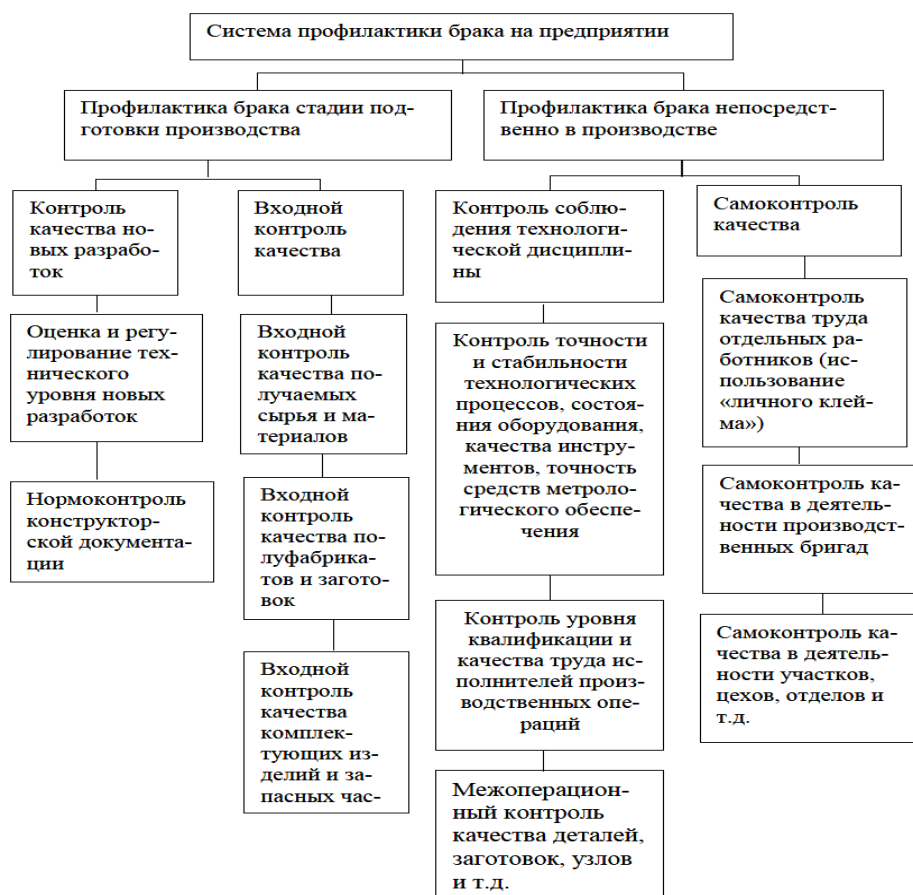 Система профилактики брака на предприятии
Профилактика брака стадии под-
готовки производства
Профилактика брака непосредст-
венно в производстве
Контроль
качества но-
вых разрабо-
ток
Входной
контроль
качества
Контроль соблю-
дения технологи-
ческой дисципли-
ны
Самоконтроль
качества
Оценка и регу-
лирование тех-
нического
уровня новых
разработок
Входной
контроль
качества по-
лучаемых
сырья и ма-
териалов
Контроль точности
и стабильности
технологических
процессов, состоя-
ния оборудования,
качества инстру-
ментов, точность
средств метроло-
гического обеспе-
чения
Самоконтроль
качества труда
отдельных ра-
ботников (ис-
пользование
«личного клей-
ма»)
Нормоконтроль
конструктор-
ской документа-
ции
Входной
контроль
качества по-
луфабрика-
тов и загото-
вок
Самоконтроль ка-
чества в деятель-
ности производст-
венных бригад
Контроль уровня
квалификации и
качества труда ис-
полнителей произ-
водственных опе-
раций
Самоконтроль ка-
чества в деятель-
ности участков,
цехов, отделов и
т.д.
Входной
контроль
качества
комплек-
тующих из-
делий и за-
пасных час-
Межоперацион-
ный контроль
качества деталей,
заготовок, узлов
и т.д.